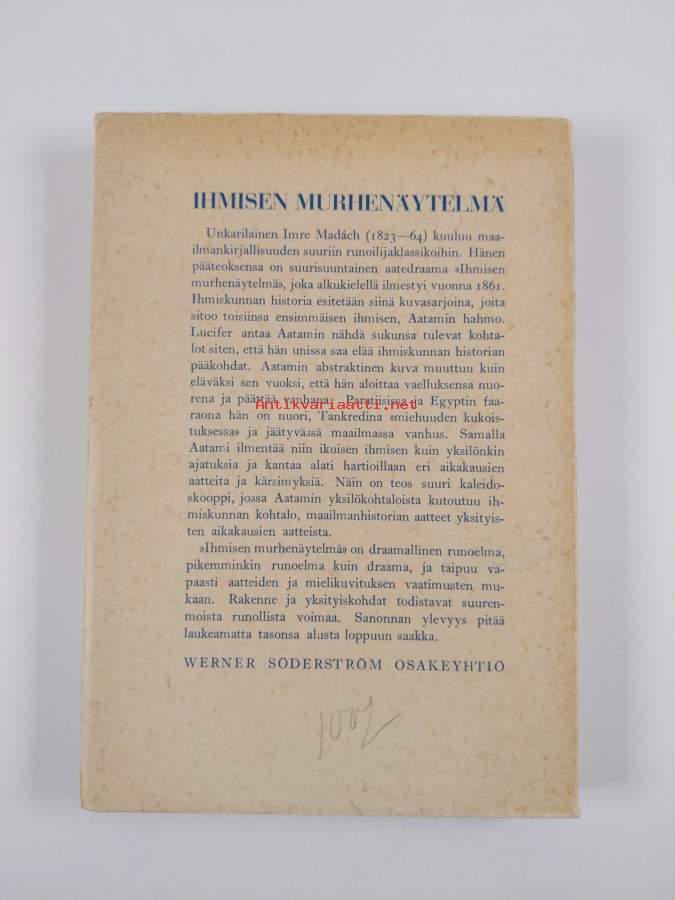 IHMISEN MURHENÄYTELMÄ
Unkarilainen Imre Madách (1823—64) kuuluu maa-
ilmankirjallisuuden suuriin runoilijaklassikoihin. Hänen
pääteoksensa on suurisuuntainen aatedraama »Ihmisen
murhenäytelmä», joka alkukielellä ilmestyi vuonna 1861.
Ihmiskunnan historia esitetään siinä kuvasarjoina, joita
sitoo toisiinsa ensimmäisen ihmisen, Aatamin hahmo.
Lucifer antaa Aatamin nähdä sukunsa tulevat kohta-
lot siten, että hän unissa saa elää ihmiskunnan historian
pääkohdat. Aatamin abstraktinen kuva muuttuu kuin
eläväksi sen vuoksi, että hän aloittaa vaelluksensa nuo-
rena ja päättää vanhana. Paratiisissa ja Egyptin faa-
Antikvariaatti.net
raona hän on nuori, Tankredina »miehuuden kukois-
tuksessa» ja jäätyvässä maailmassa vanhus. Samalla
Aatami ilmentää niin ikuisen ihmisen kuin yksilönkin
ajatuksia ja kantaa alati hartioillaan eri aikakausien
aatteita ja kärsimyksiä. Näin on teos suuri kaleido-
skooppi, jossa Aatamin yksilökohtaloista kutoutuu ih-
miskunnan kohtalo, maailmanhistorian aatteet yksityis-
ten aikakausien aatteista.
»Ihmisen murhenäytelmä» on draamallinen runoelma,
pikemminkin runoelma kuin draama, ja taipuu va-
paasti aatteiden ja mielikuvituksen vaatimusten mu-
kaan. Rakenne ja yksityiskohdat todistavat suuren-
moista runollista voimaa. Sanonnan ylevyys pitää
laukeamatta tasonsa alusta loppuun saakka.
WERNER SÖDERSTRÖM OSAKEYHTIÖ